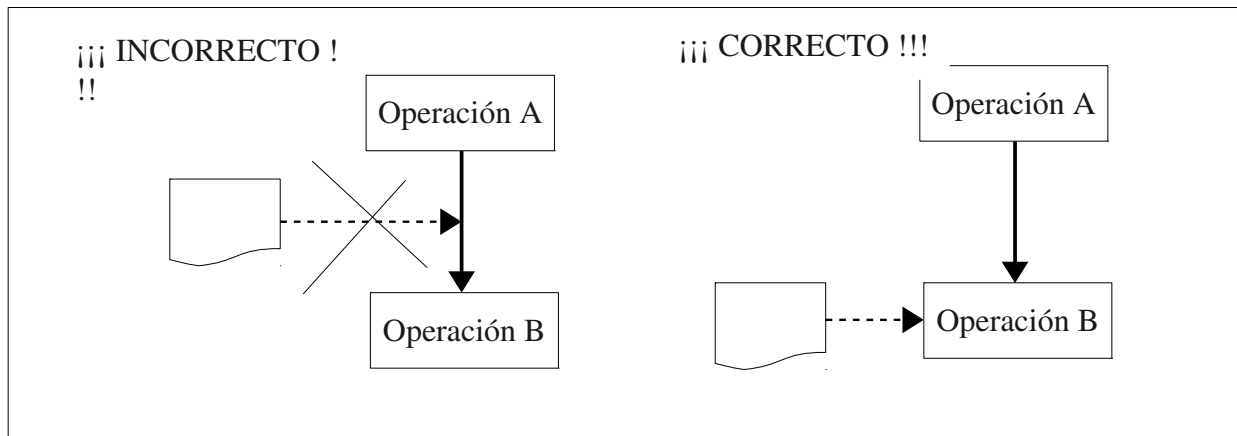 ¡¡¡ INCORRECTO !
!!
Operación A
Operación B
¡¡¡ CORRECTO !!!
Operación A
Operación B